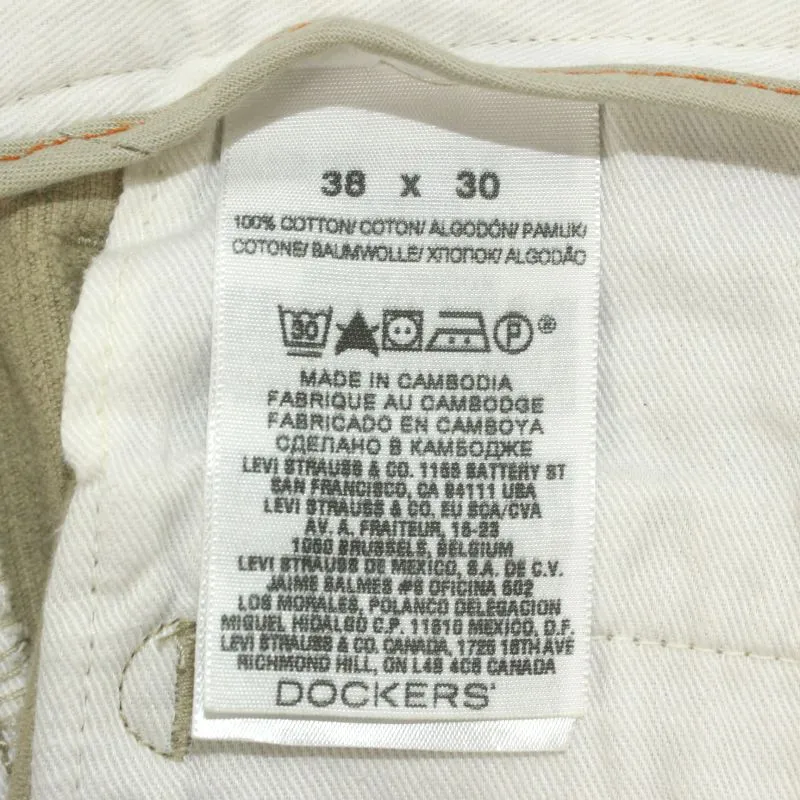 38 x 30
100% COTTON/ COTON/ ALGODÓN/ PAMUK/
COTONE/ BAUMWOLLE/ ХЛОПОК/ ALGODÃO
30 P ®
MADE IN CAMBODIA
FABRIQUE AU CAMBODGE
FABRICADO EN CAMBOYA
СДЕЛАНО В КАМБОДЖЕ
LEVI STRAUSS & CO. 1155 BATTERY ST
SAN FRANCISCO, CA 94111 USA
LEVI STRAUSS & CO. EU SCA/CVA
AV. A. FRAITEUR, 15-23
1050 BRUSSELS, BELGIUM
LEVI STRAUSS DE MEXICO, S.A. DE C.V.
JAIME BALMES #8 OFICINA 602
LOS MORALES, POLANCO DELEGACION
MIGUEL HIDALGO C.P. 11510 MEXICO, D.F.
LEVI STRAUSS & CO. CANADA, 1725 16TH AVE
RICHMOND HILL, ON L4B 4C6 CANADA
DOCKERS